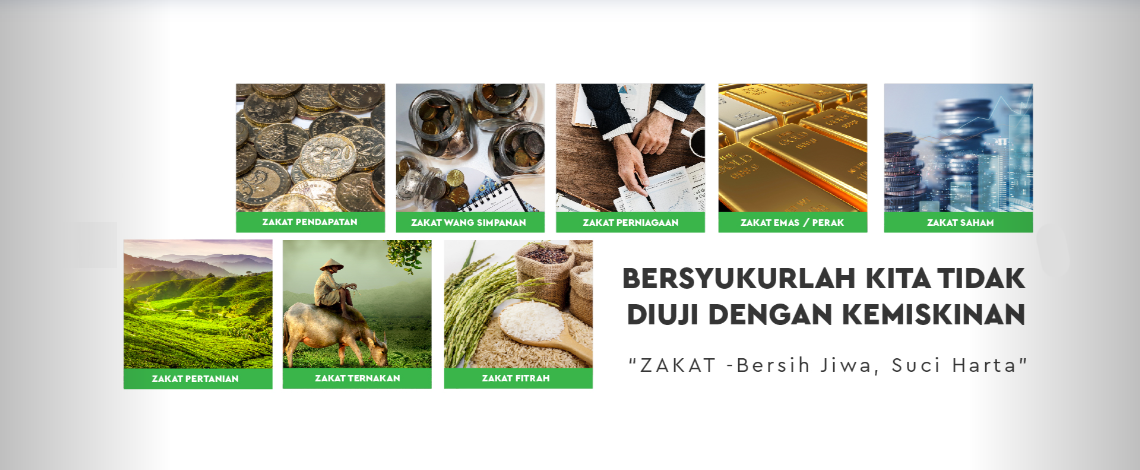 ZAKAT PENDAPATAN
ZAKAT WANG SIMPANAN
ZAKAT PERNIAGAAN
ZAKAT EMAS / PERAK
ZAKAT SAHAM
ZAKAT PERTANIAN
ZAKAT TERNAKAN
ZAKAT FITRAH
BERSYUKURLAH KITA TIDAK
DIUJI DENGAN KEMISKINAN
“ZAKAT -Bersih Jiwa, Suci Harta”